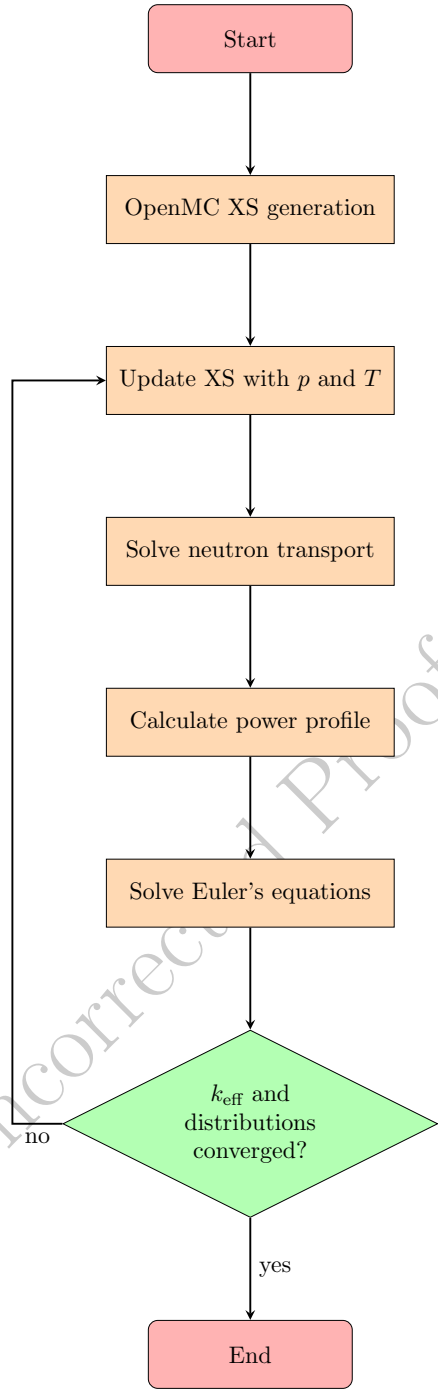 Start
OpenMC XS generation
Update XS with p and T
Solve neutron transport
Calculate power profile
Solve Euler's equations
k_eff and
distributions
converged?
no
yes
End
Proof